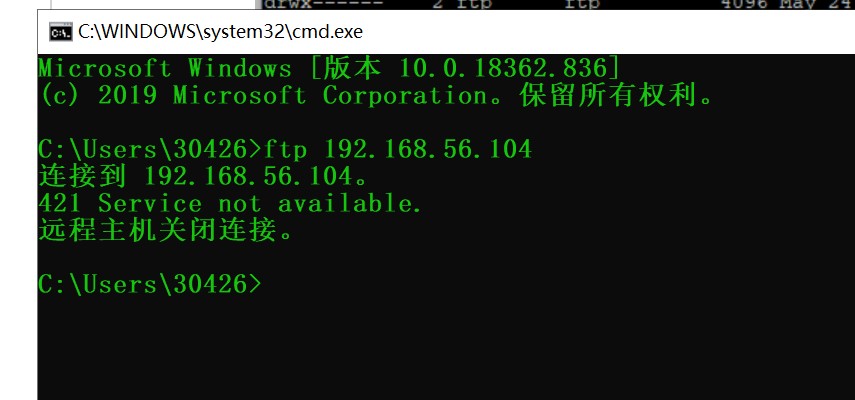 drwx------ 2 ftp ftp 4096 May 24
C:\WINDOWS\system32\cmd.exe
Microsoft Windows [版本 10.0.18362.836]
(c) 2019 Microsoft Corporation。保留所有权利。
C:\Users\30426>ftp 192.168.56.104
连接到 192.168.56.104。
421 Service not available.
远程主机关闭连接。
C:\Users\30426>